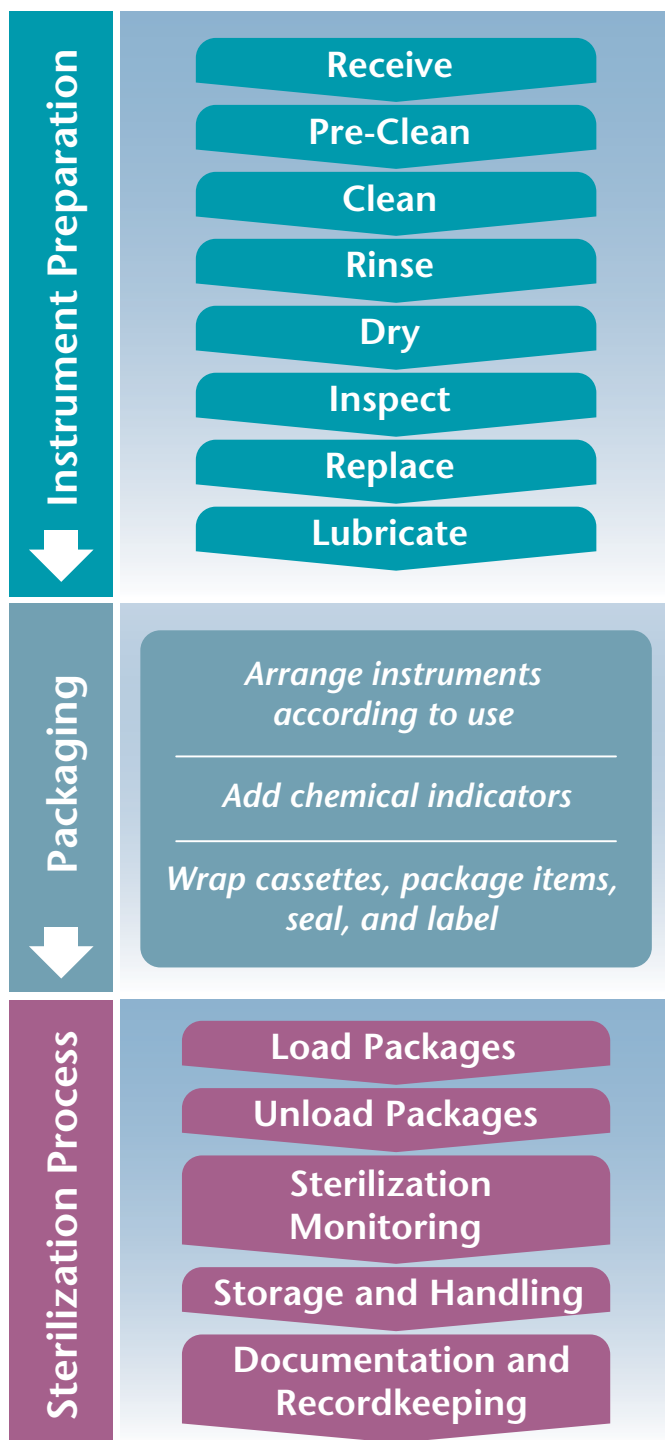 Instrument Preparation
Receive
Pre-Clean
Clean
Rinse
Dry
Inspect
Replace
Lubricate
Packaging
Arrange instruments
according to use
Add chemical indicators
Wrap cassettes, package items,
seal, and label
Sterilization Process
Load Packages
Unload Packages
Sterilization
Monitoring
Storage and Handling
Documentation and
Recordkeeping